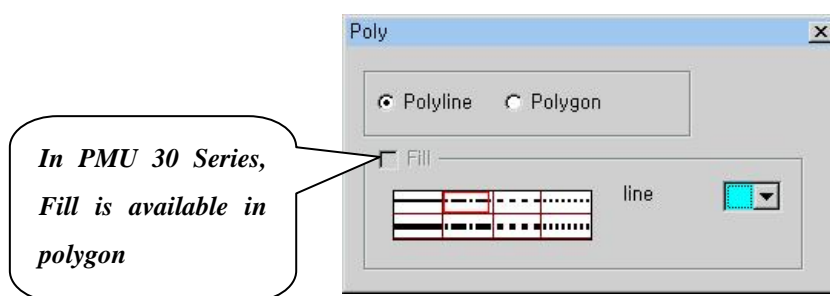 Poly
Polyline Polygon
Fill
line
In PMU 30 Series,
Fill is available in
polygon